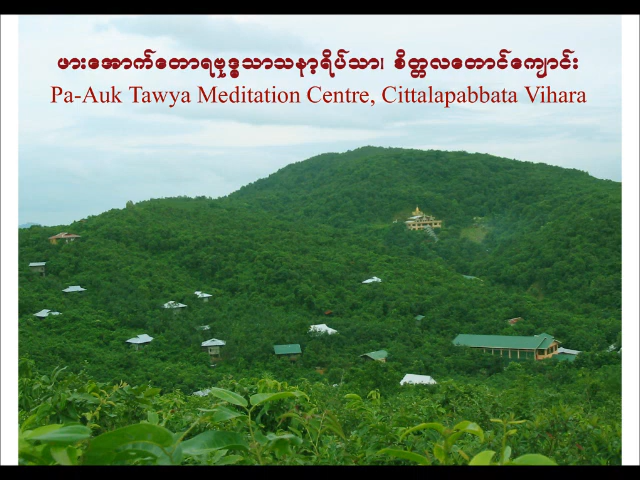 ဖားအောက်တောရဗုဒ္ဓသာသနာ့ရိပ်သာ၊ စိတ္တလတောင်ကျောင်း
Pa-Auk Tawya Meditation Centre, Cittalapabbata Vihara